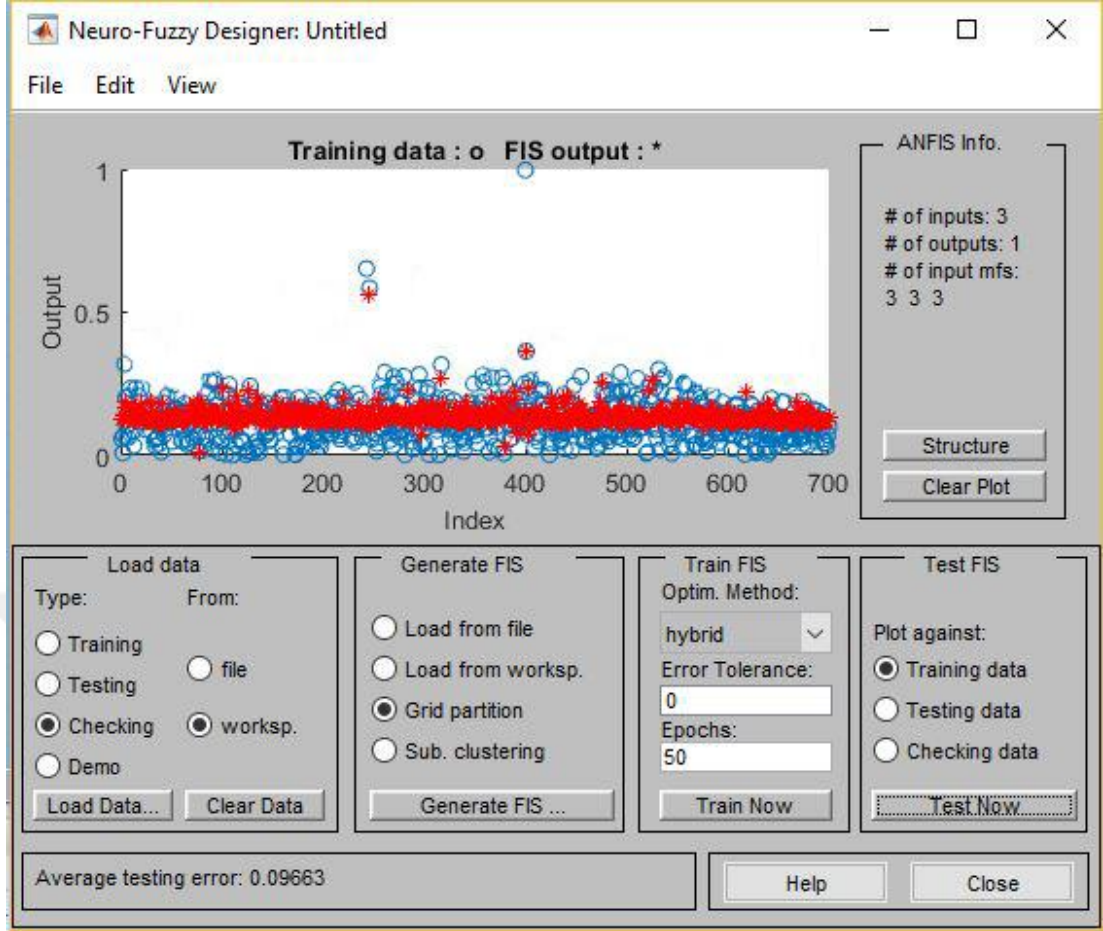 Neuro-Fuzzy Designer: Untitled
File Edit View
Training data : o FIS output : *
1
0.5
0
Output
0 100 200 300 400 500 600 700
Index
ANFIS Info.
# of inputs: 3
# of outputs: 1
# of input mfs:
3 3 3
Structure
Clear Plot
Load data
Type: From:
Training
Testing
Checking
Demo
file
worksp.
Load Data... Clear Data
Generate FIS
Load from file
Load from worksp.
Grid partition
Sub. clustering
Generate FIS ...
Train FIS
Optim. Method:
hybrid
Error Tolerance:
0
Epochs:
50
Train Now
Test FIS
Plot against:
Training data
Testing data
Checking data
Test Now
Average testing error: 0.09663
Help Close